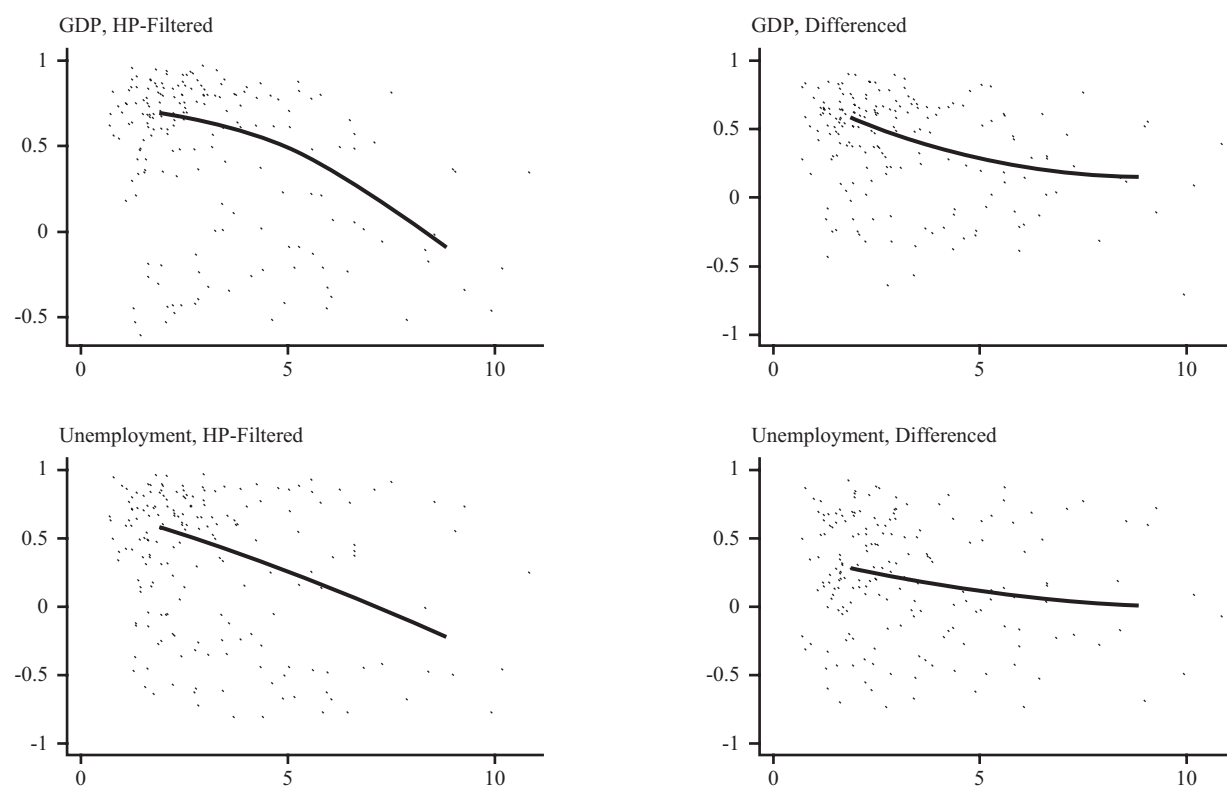 GDP, HP-Filtered
1
0.5
0
-0.5
0 5 10
GDP, Differenced
1
0.5
0
-0.5
-1
0 5 10
Unemployment, HP-Filtered
1
0.5
0
-0.5
-1
0 5 10
Unemployment, Differenced
1
0.5
0
-0.5
-1
0 5 10